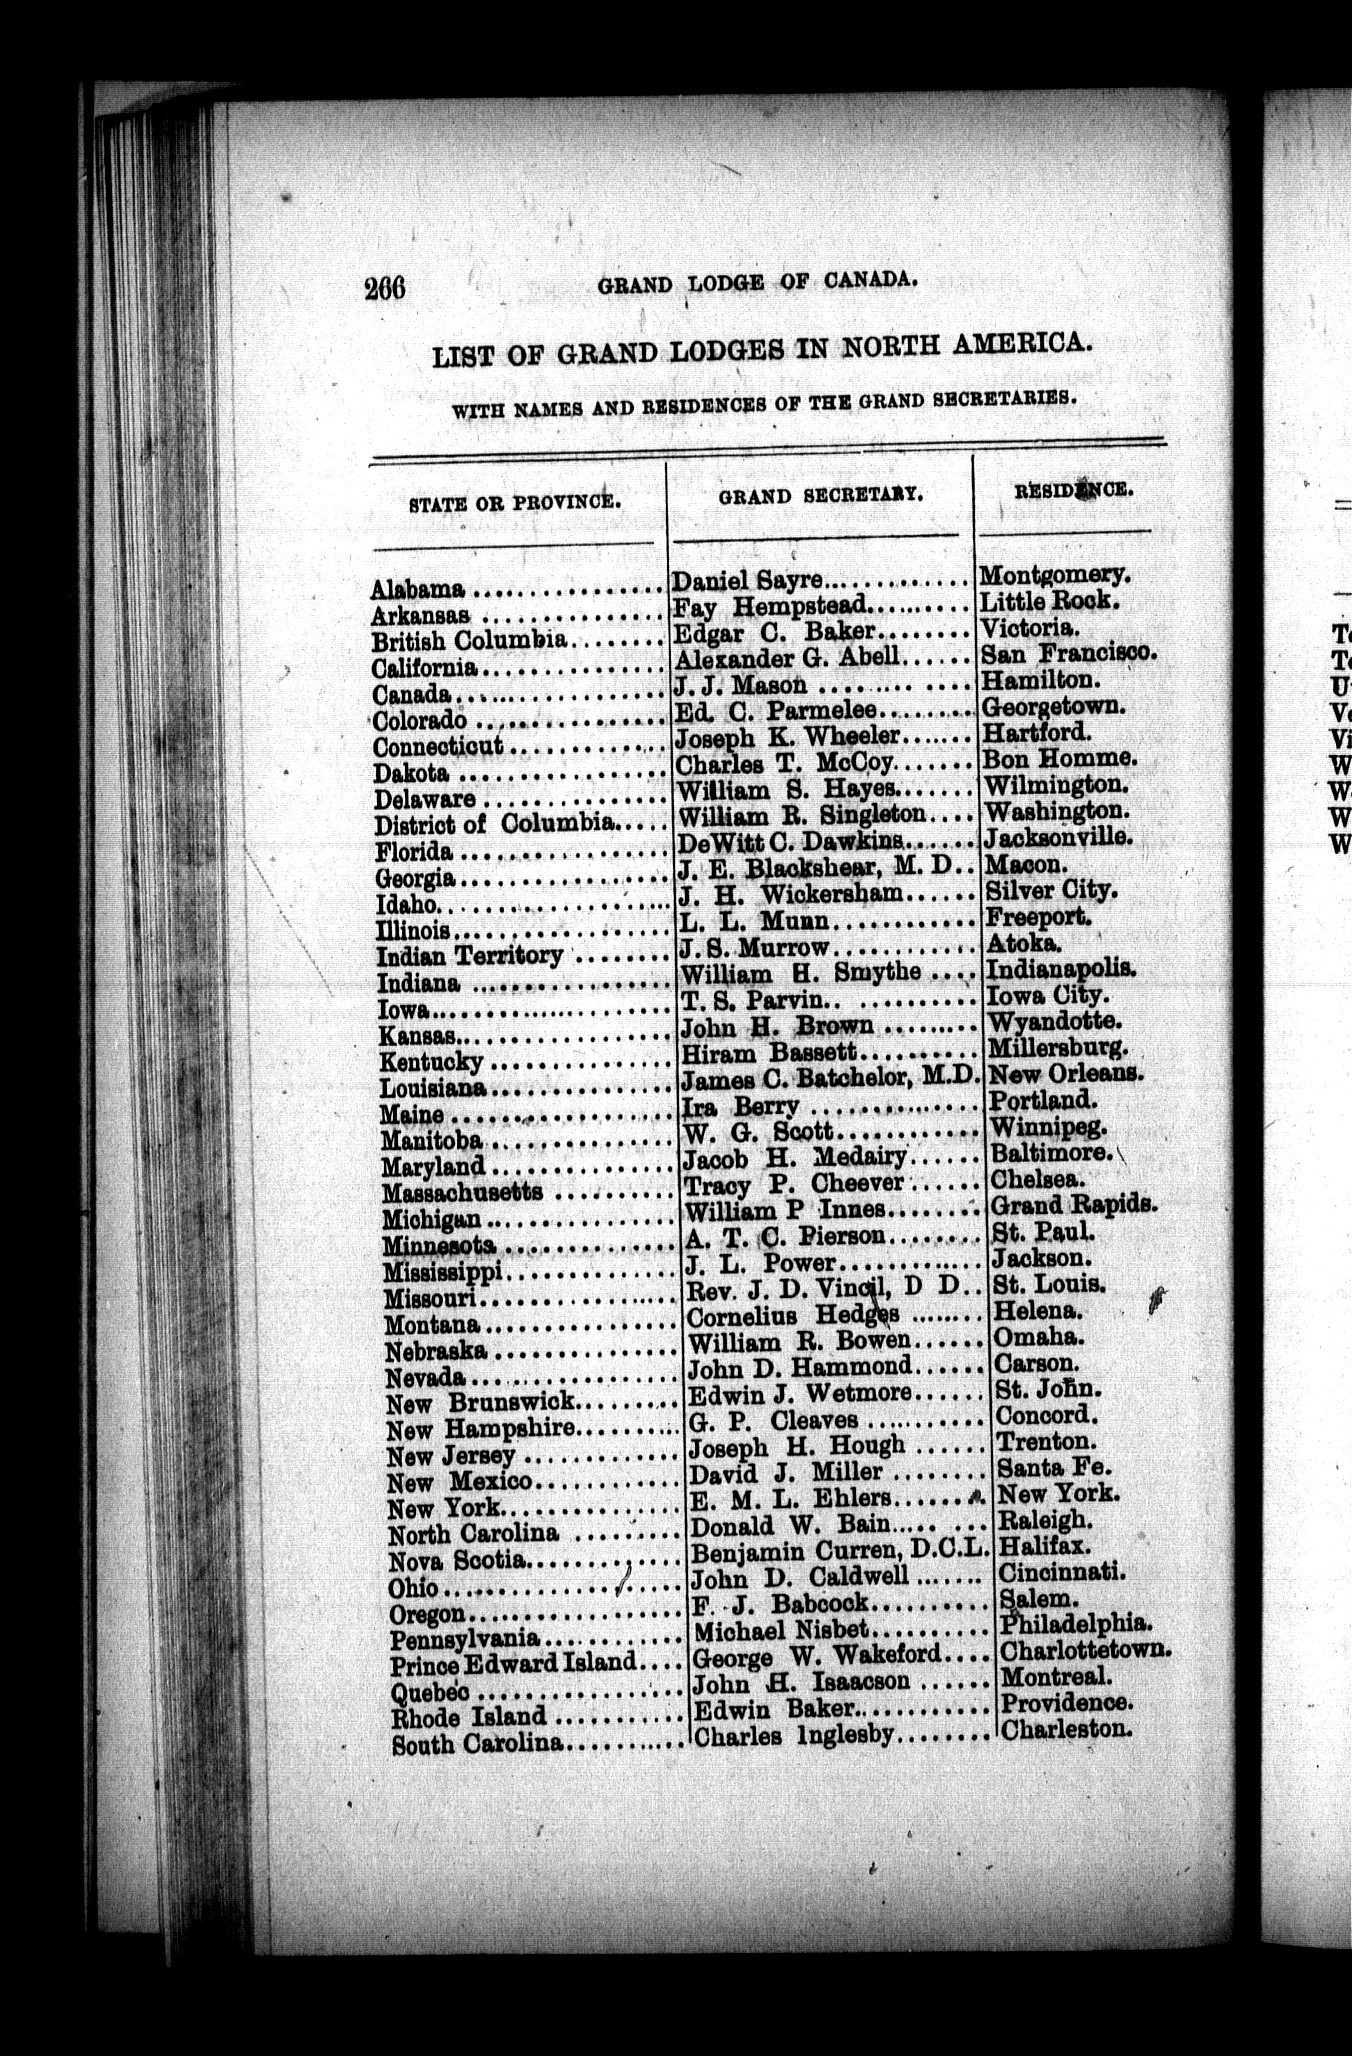 266 GRAND LODGE OF CANADA.
LIST OF GRAND LODGES IN NORTH AMERICA.
WITH NAMES AND RESIDENCES OF THE GRAND SECRETARIES.
STATE OR PROVINCE. GRAND SECRETARY. RESIDENCE.
Alabama ................ Daniel Sayre............. Montgomery.
Arkansas ............... Fay Hempstead......... Little Rock.
British Columbia........ Edgar C. Baker........ Victoria.
California............... Alexander G. Abell...... San Francisco.
Canada.................. J. J. Mason ............ Hamilton.
Colorado ................ Ed. C. Parmelee........ Georgetown.
Connecticut ............. Joseph K. Wheeler....... Hartford.
Dakota ................. Charles T. McCoy....... Bon Homme.
Delaware ............... William S. Hayes....... Wilmington.
District of Columbia..... William R. Singleton.... Washington.
Florida ................. DeWitt C. Dawkins...... Jacksonville.
Georgia................. J. E. Blackshear, M. D.. Macon.
Idaho................... J. H. Wickersham...... Silver City.
Illinois.................. L. L. Munn............ Freeport.
Indian Territory ........ J. S. Murrow............ Atoka.
Indiana ................. William H. Smythe .... Indianapolis.
Iowa.................... T. S. Parvin.. .......... Iowa City.
Kansas.................. John H. Brown ........ Wyandotte.
Kentucky ............... Hiram Bassett.......... Millersburg.
Louisiana............... James C. Batchelor, M.D. New Orleans.
Maine .................. Ira Berry .............. Portland.
Manitoba................ W. G. Scott............ Winnipeg.
Maryland ............... Jacob H. Medairy...... Baltimore.
Massachusetts .......... Tracy P. Cheever ...... Chelsea.
Michigan ................ William P Innes........ Grand Rapids.
Minnesota ............... A. T. C. Pierson........ St. Paul.
Mississippi............... J. L. Power............ Jackson.
Missouri................. Rev. J. D. Vincil, D D.. St. Louis.
Montana................ Cornelius Hedges ........ Helena.
Nebraska ............... William R. Bowen...... Omaha.
Nevada ................. John D. Hammond...... Carson.
New Brunswick......... Edwin J. Wetmore...... St. John.
New Hampshire......... G. P. Cleaves ........... Concord.
New Jersey ............. Joseph H. Hough ...... Trenton.
New Mexico............ David J. Miller ........ Santa Fe.
New York............... E. M. L. Ehlers........ New York.
North Carolina ......... Donald W. Bain..... ... Raleigh.
Nova Scotia............. Benjamin Curren, D.C.L. Halifax.
Ohio.................... John D. Caldwell ....... Cincinnati.
Oregon.................. F. J. Babcock.......... Salem.
Pennsylvania ............ Michael Nisbet.......... Philadelphia.
Prince Edward Island.... George W. Wakeford.... Charlottetown.
Quebec ................. John H. Isaacson ...... Montreal.
Rhode Island ........... Edwin Baker........... Providence.
South Carolina.......... Charles Inglesby........ Charleston.